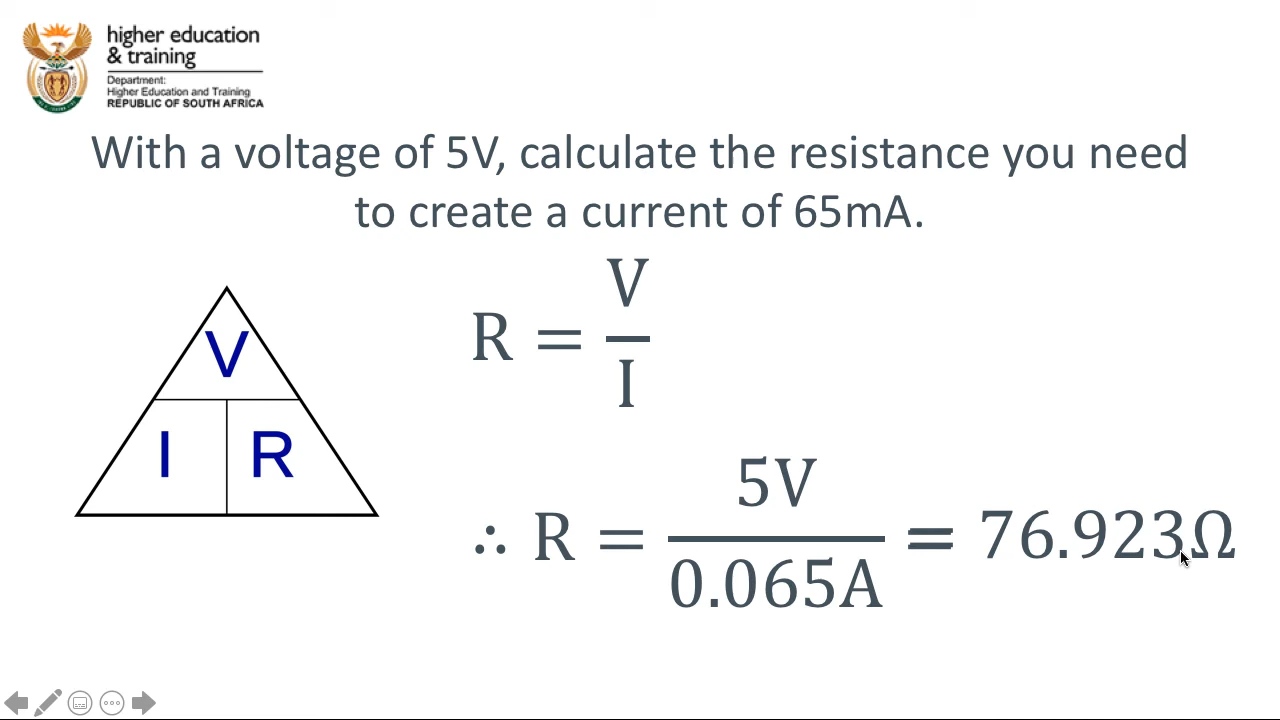 higher education
& training
Department:
Higher Education and Training
REPUBLIC OF SOUTH AFRICA
With a voltage of 5V, calculate the resistance you need
to create a current of 65mA.
V
I R
R = V/I
∴ R = 5V/0.065A = 76.923Ω